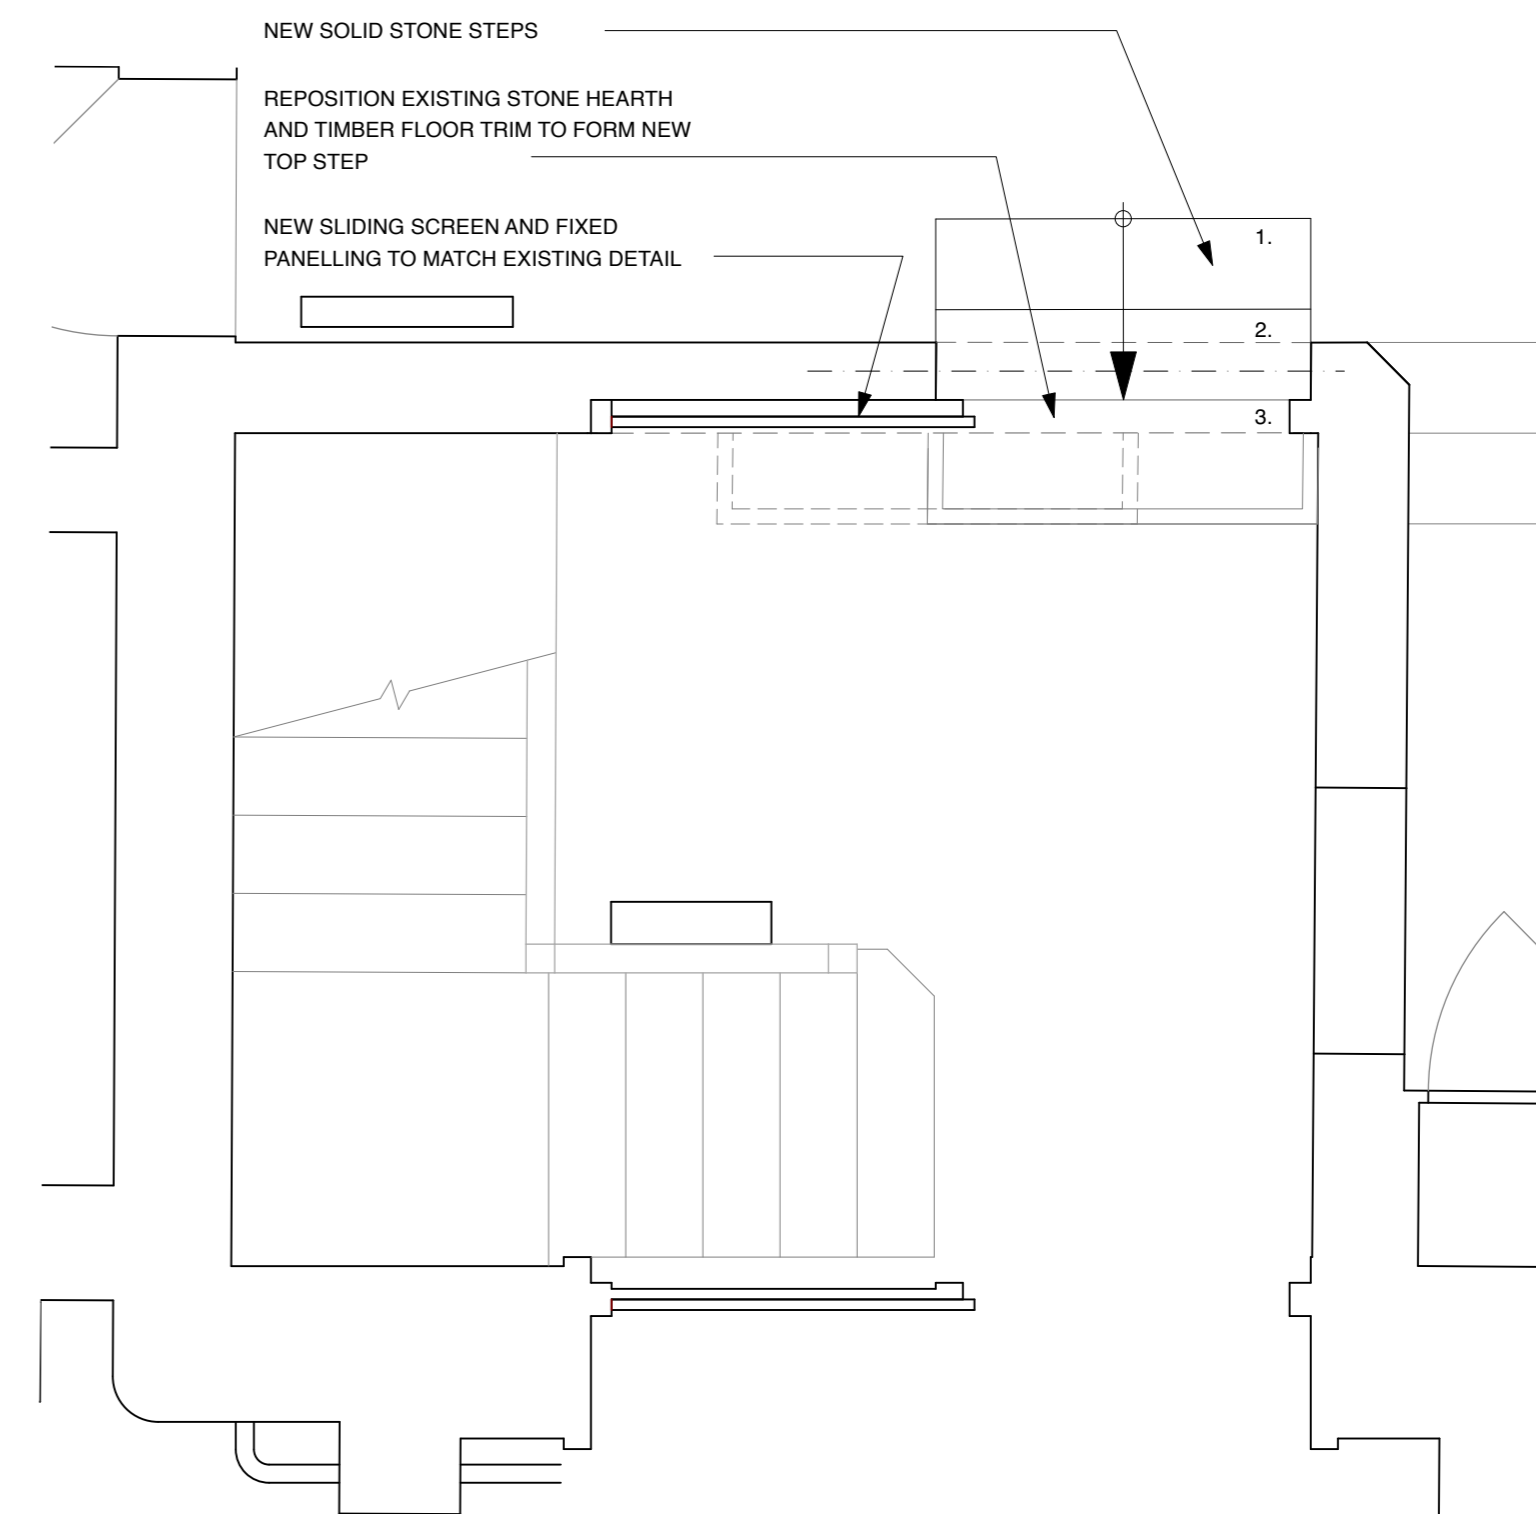 NEW SOLID STONE STEPS
REPOSITION EXISTING STONE HEARTH
AND TIMBER FLOOR TRIM TO FORM NEW
TOP STEP
NEW SLIDING SCREEN AND FIXED
PANELLING TO MATCH EXISTING DETAIL
1.
2.
3.